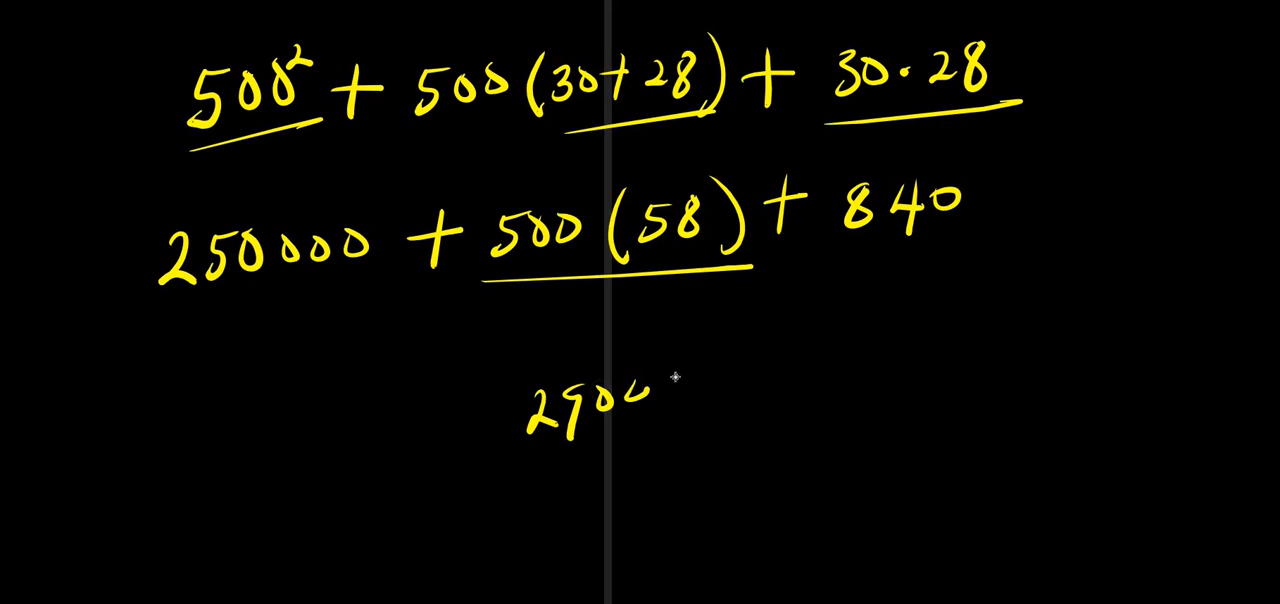 500² + 500 (30 + 28) + 30 · 28
250000 + 500 (58) + 840
2900